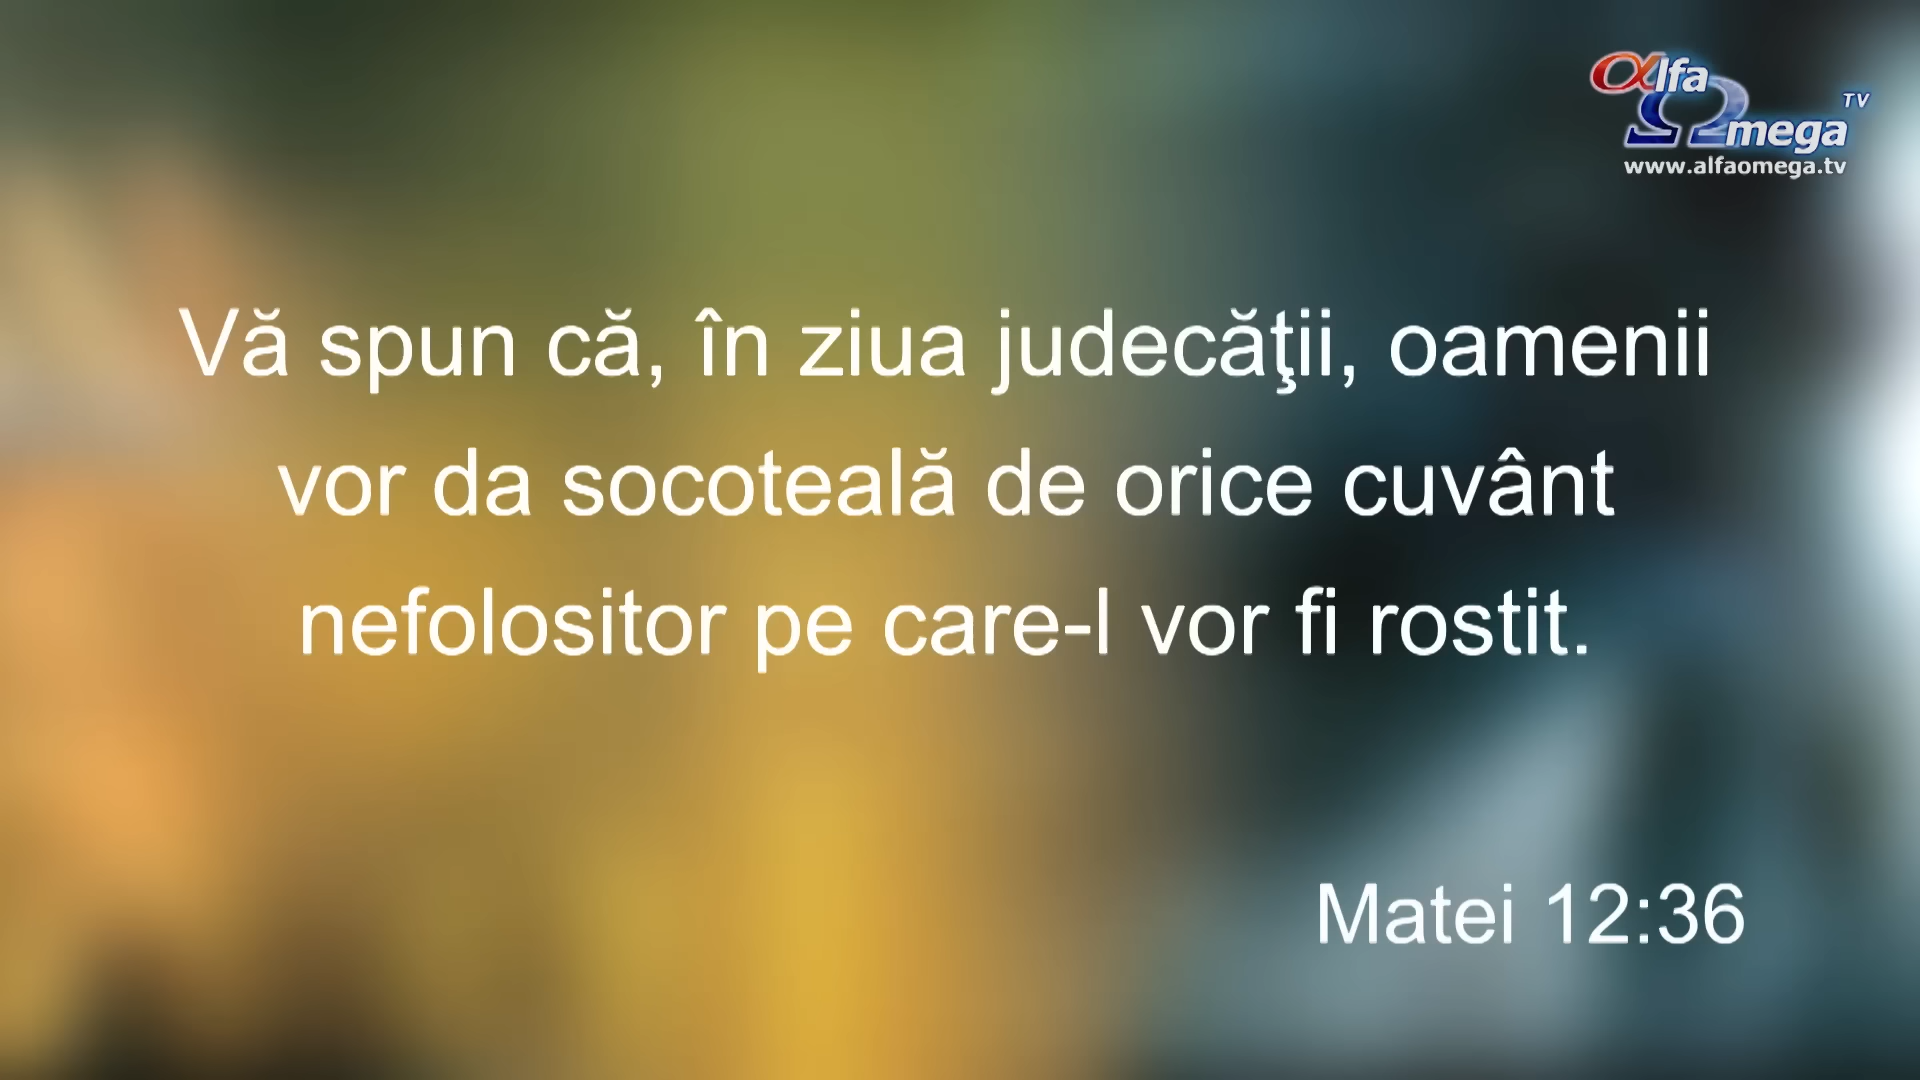 Alfa
Omega TV
www.alfaomega.tv
Vă spun că, în ziua judecăţii, oamenii
vor da socoteală de orice cuvânt
nefolositor pe care-l vor fi rostit.
Matei 12:36